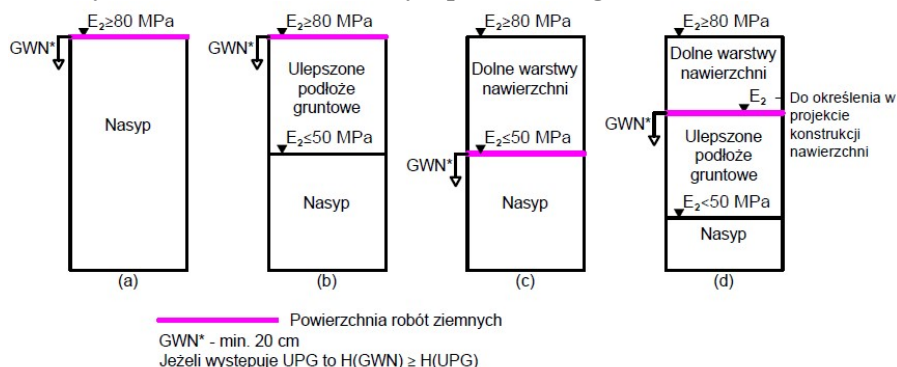 E₂≥80 MPa
GWN*
Nasyp
(a)
E₂≥80 MPa
GWN*
Ulepszone
podłoże
gruntowe
E₂≤50 MPa
Nasyp
(b)
E₂≥80 MPa
Dolne warstwy
nawierzchni
E₂≤50 MPa
GWN*
Nasyp
(c)
E₂≥80 MPa
Dolne warstwy
nawierzchni
E₂ - Do określenia w
projekcie
konstrukcji
nawierzchni
GWN*
Ulepszone
podłoże
gruntowe
E₂<50 MPa
Nasyp
(d)
Powierzchnia robót ziemnych
GWN* - min. 20 cm
Jeżeli występuje UPG to H(GWN) ≥ H(UPG)